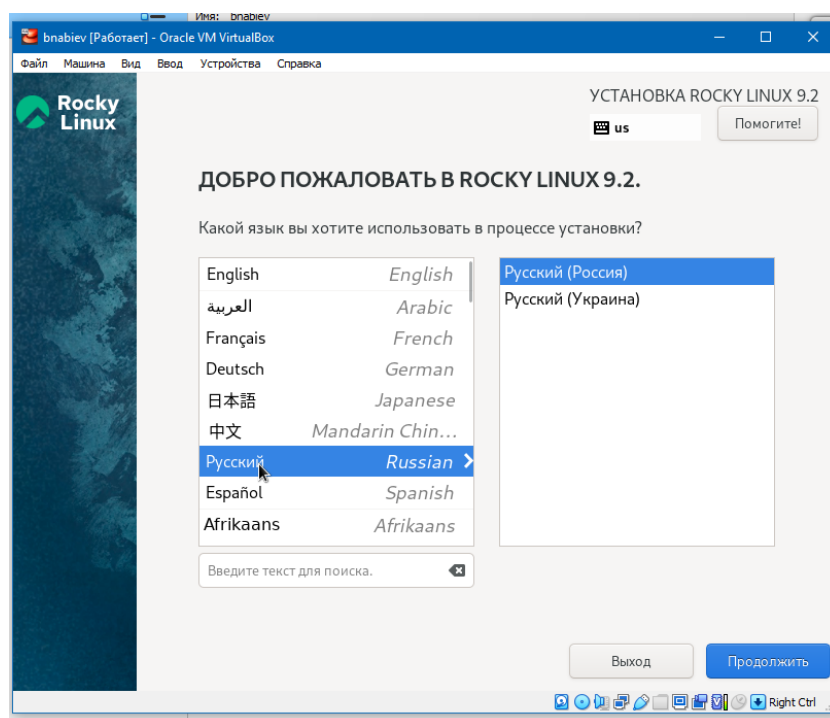 Имя: bnabiev
bnabiev [Работает] - Oracle VM VirtualBox
Файл Машина Вид Ввод Устройства Справка
Rocky
Linux
УСТАНОВКА ROCKY LINUX 9.2
us
Помогите!
ДОБРО ПОЖАЛОВАТЬ В ROCKY LINUX 9.2.
Какой язык вы хотите использовать в процессе установки?
English English
العربية Arabic
Français French
Deutsch German
日本語 Japanese
中文 Mandarin Chin...
Русский Russian
Español Spanish
Afrikaans Afrikaans
Русский (Россия)
Русский (Украина)
Введите текст для поиска.
Выход
Продолжить
Right Ctrl